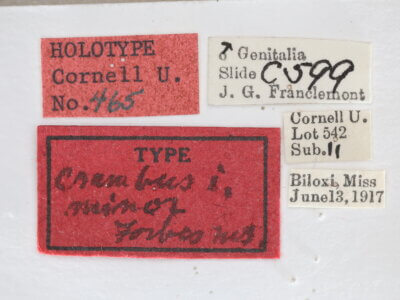 HOLOTYPE
Cornell U.
No. 465
♂ Genitalia
Slide C599
J. G. Franclemont
Cornell U.
Lot 542
Sub. 11
TYPE
Crambus i.
minor
Forbes
Biloxi, Miss
June 13, 1917